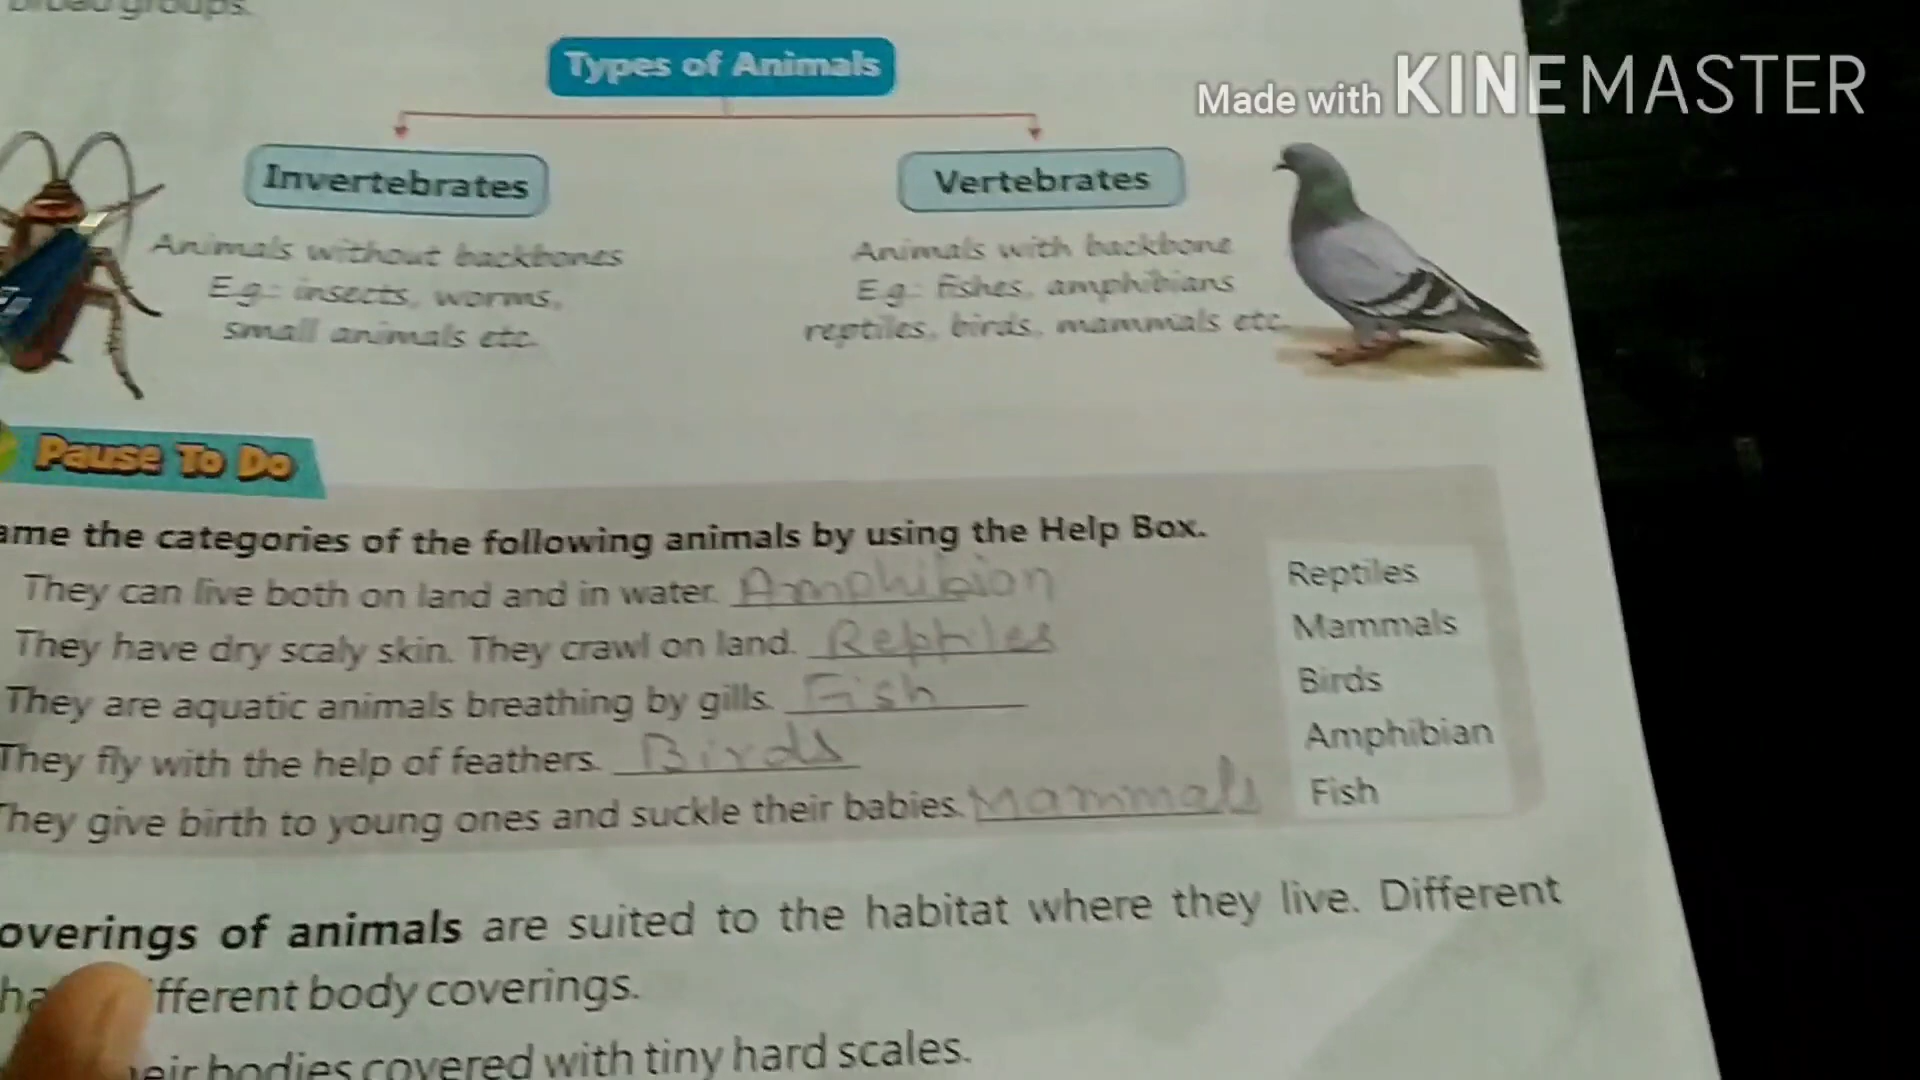 broad groups.
Types of Animals
Made with KINEMASTER
Invertebrates
Vertebrates
Animals without backbones
E.g.: insects, worms,
small animals etc.
Animals with backbone
E.g.: fishes, amphibians
reptiles, birds, mammals etc.
Pause To Do
ame the categories of the following animals by using the Help Box.
They can live both on land and in water. Amphibion
They have dry scaly skin. They crawl on land. Reptiles
They are aquatic animals breathing by gills. Fish
They fly with the help of feathers. Birds
They give birth to young ones and suckle their babies. Mammals
Reptiles
Mammals
Birds
Amphibian
Fish
overings of animals are suited to the habitat where they live. Different
ha fferent body coverings.
eir bodies covered with tiny hard scales.